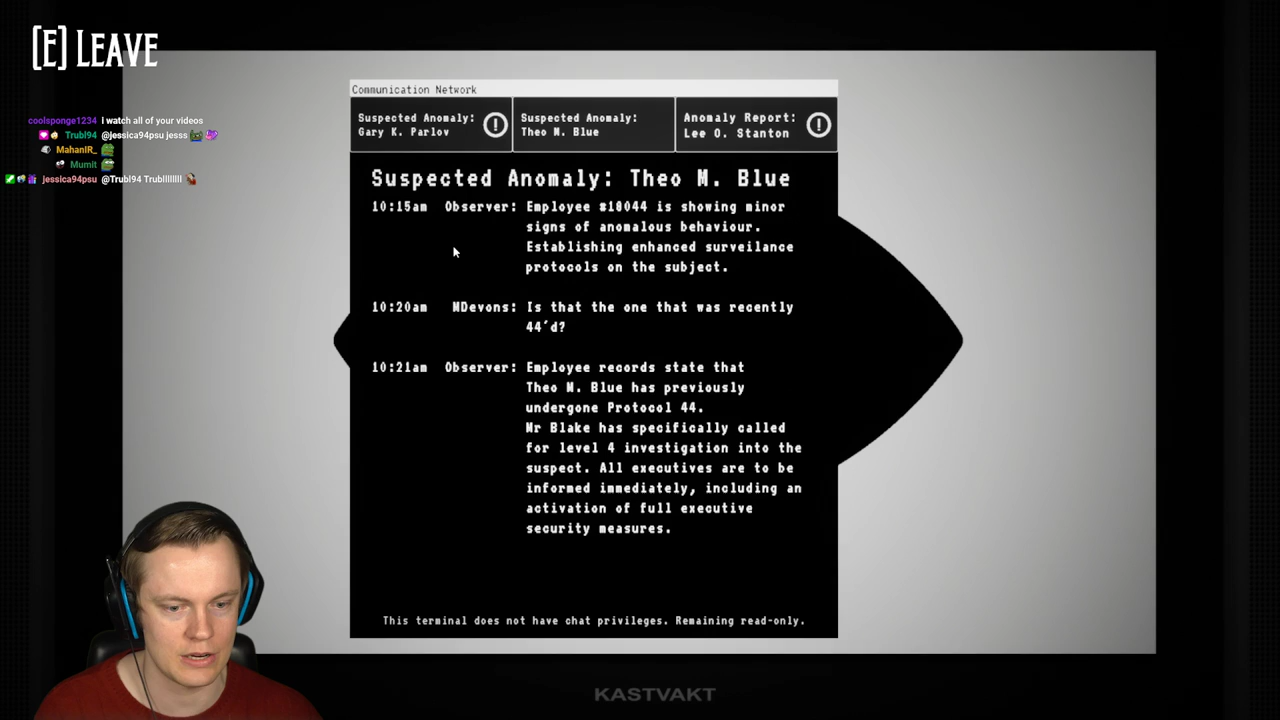 [E] LEAVE
coolsponge1234 i watch all of your videos
Trubl94 @jessica94psu jesss
MahanIR_
Mumit
jessica94psu @Trubl94 Trubllllllll
Communication Network
Suspected Anomaly:
Gary K. Parlov
Suspected Anomaly:
Theo M. Blue
Anomaly Report:
Lee O. Stanton
Suspected Anomaly: Theo M. Blue
10:15am Observer: Employee #18044 is showing minor
signs of anomalous behaviour.
Establishing enhanced surveilance
protocols on the subject.
10:20am NDevons: Is that the one that was recently
44'd?
10:21am Observer: Employee records state that
Theo M. Blue has previously
undergone Protocol 44.
Mr Blake has specifically called
for level 4 investigation into the
suspect. All executives are to be
informed immediately, including an
activation of full executive
security measures.
This terminal does not have chat privileges. Remaining read-only.
KASTVAKT